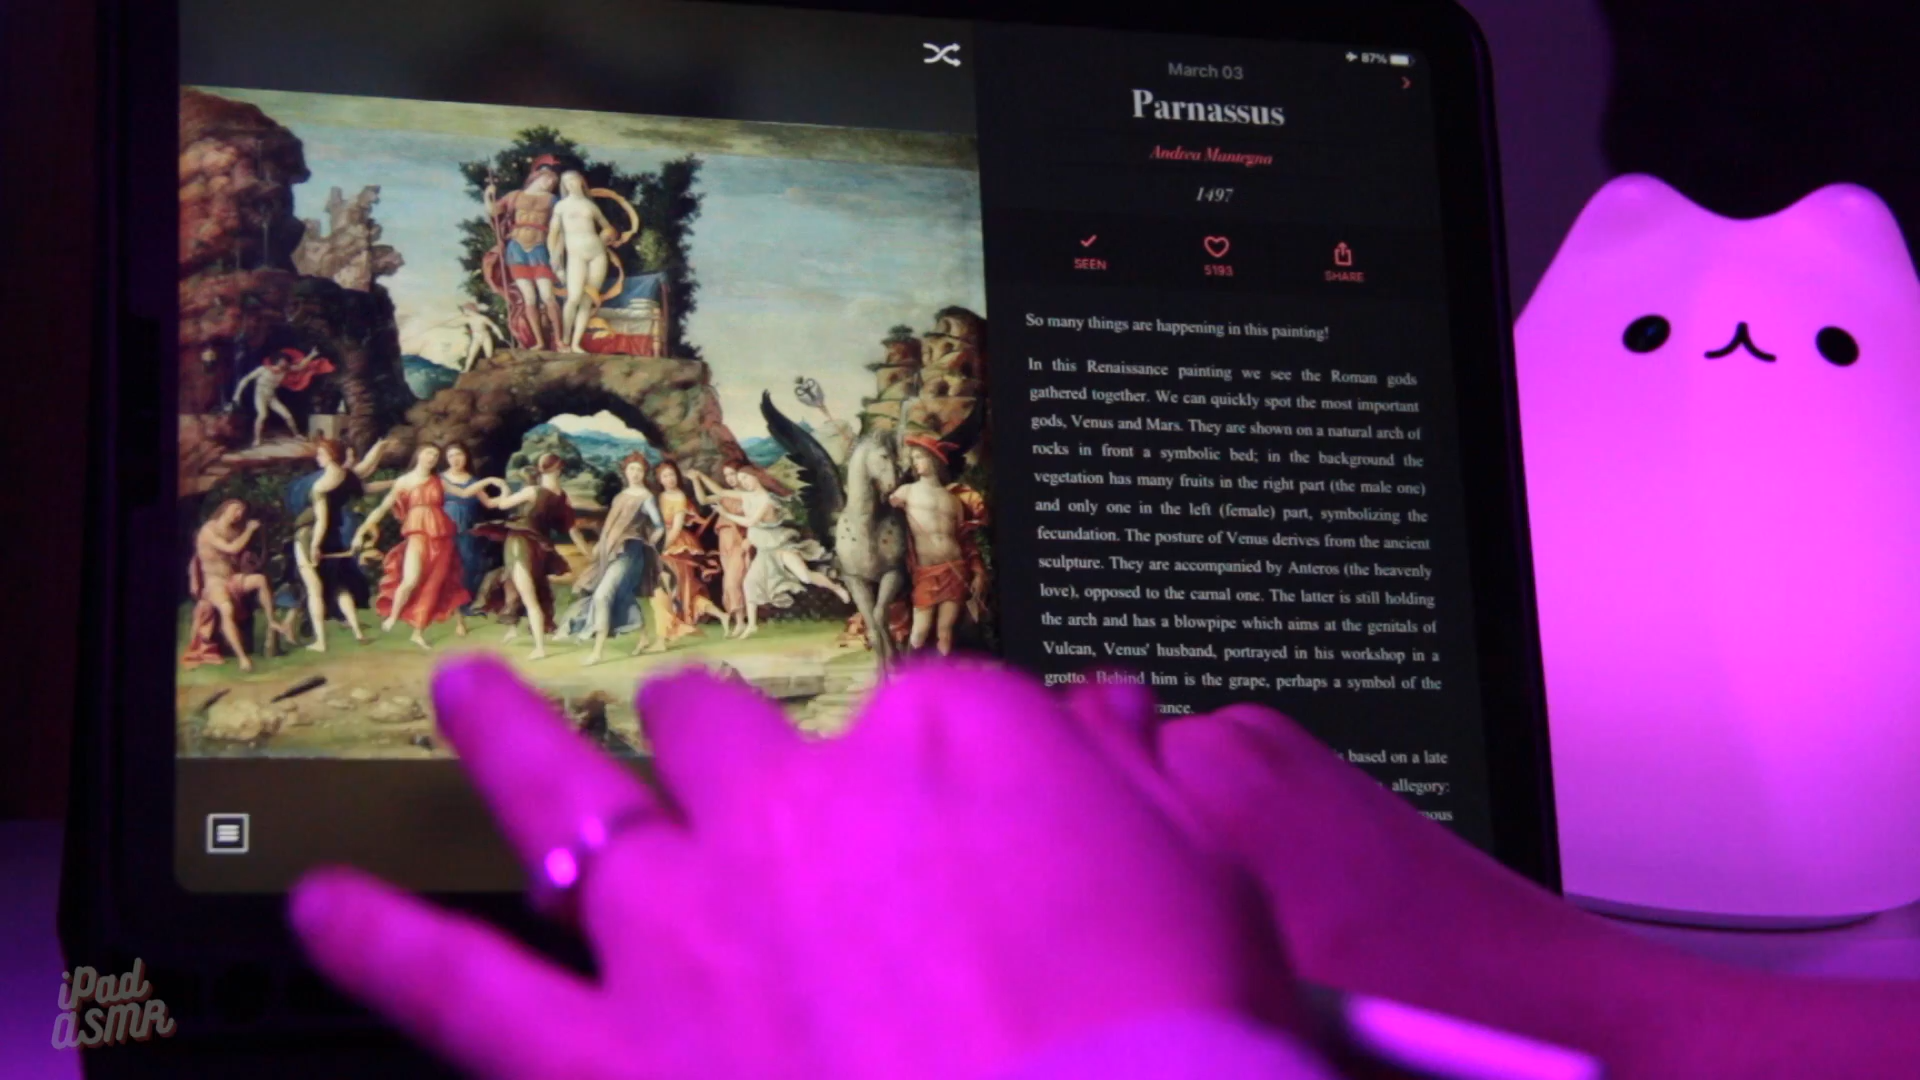 87%
March 03
Parnassus
Andrea Mantegna
1497
SEEN
5193
SHARE
So many things are happening in this painting!
In this Renaissance painting we see the Roman gods
gathered together. We can quickly spot the most important
gods, Venus and Mars. They are shown on a natural arch of
rocks in front a symbolic bed; in the background the
vegetation has many fruits in the right part (the male one)
and only one in the left (female) part, symbolizing the
fecundation. The posture of Venus derives from the ancient
sculpture. They are accompanied by Anteros (the heavenly
love), opposed to the carnal one. The latter is still holding
the arch and has a blowpipe which aims at the genitals of
Vulcan, Venus' husband, portrayed in his workshop in a
grotto. Behind him is the grape, perhaps a symbol of the
based on a late
allegory:
iPad
ASMR